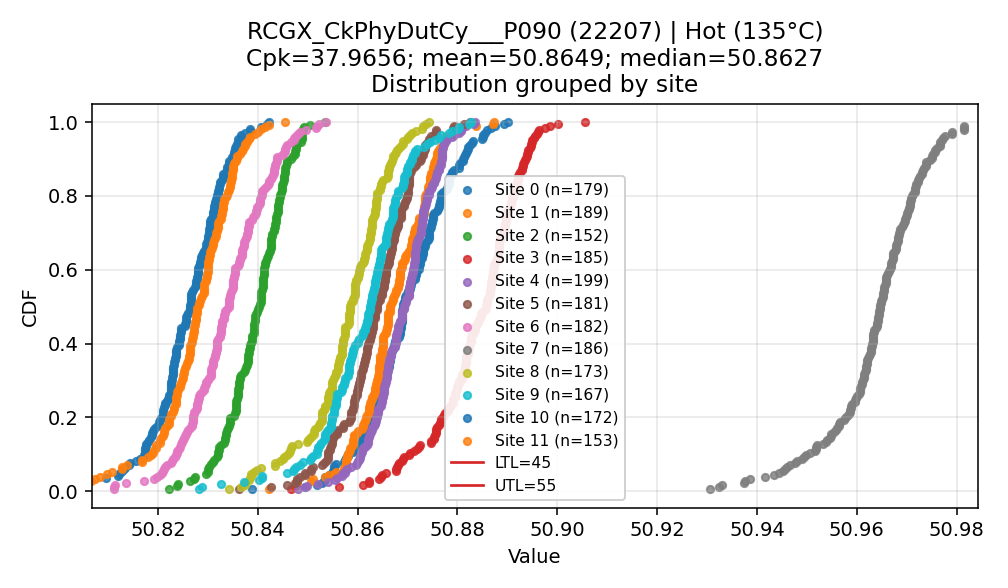 RCGX_CkPhyDutCy___P090 (22207) | Hot (135°C)
Cpk=37.9656; mean=50.8649; median=50.8627
Distribution grouped by site
1.0
0.8
0.6
0.4
0.2
0.0
CDF
Site 0 (n=179)
Site 1 (n=189)
Site 2 (n=152)
Site 3 (n=185)
Site 4 (n=199)
Site 5 (n=181)
Site 6 (n=182)
Site 7 (n=186)
Site 8 (n=173)
Site 9 (n=167)
Site 10 (n=172)
Site 11 (n=153)
LTL=45
UTL=55
50.82 50.84 50.86 50.88 50.90 50.92 50.94 50.96 50.98
Value